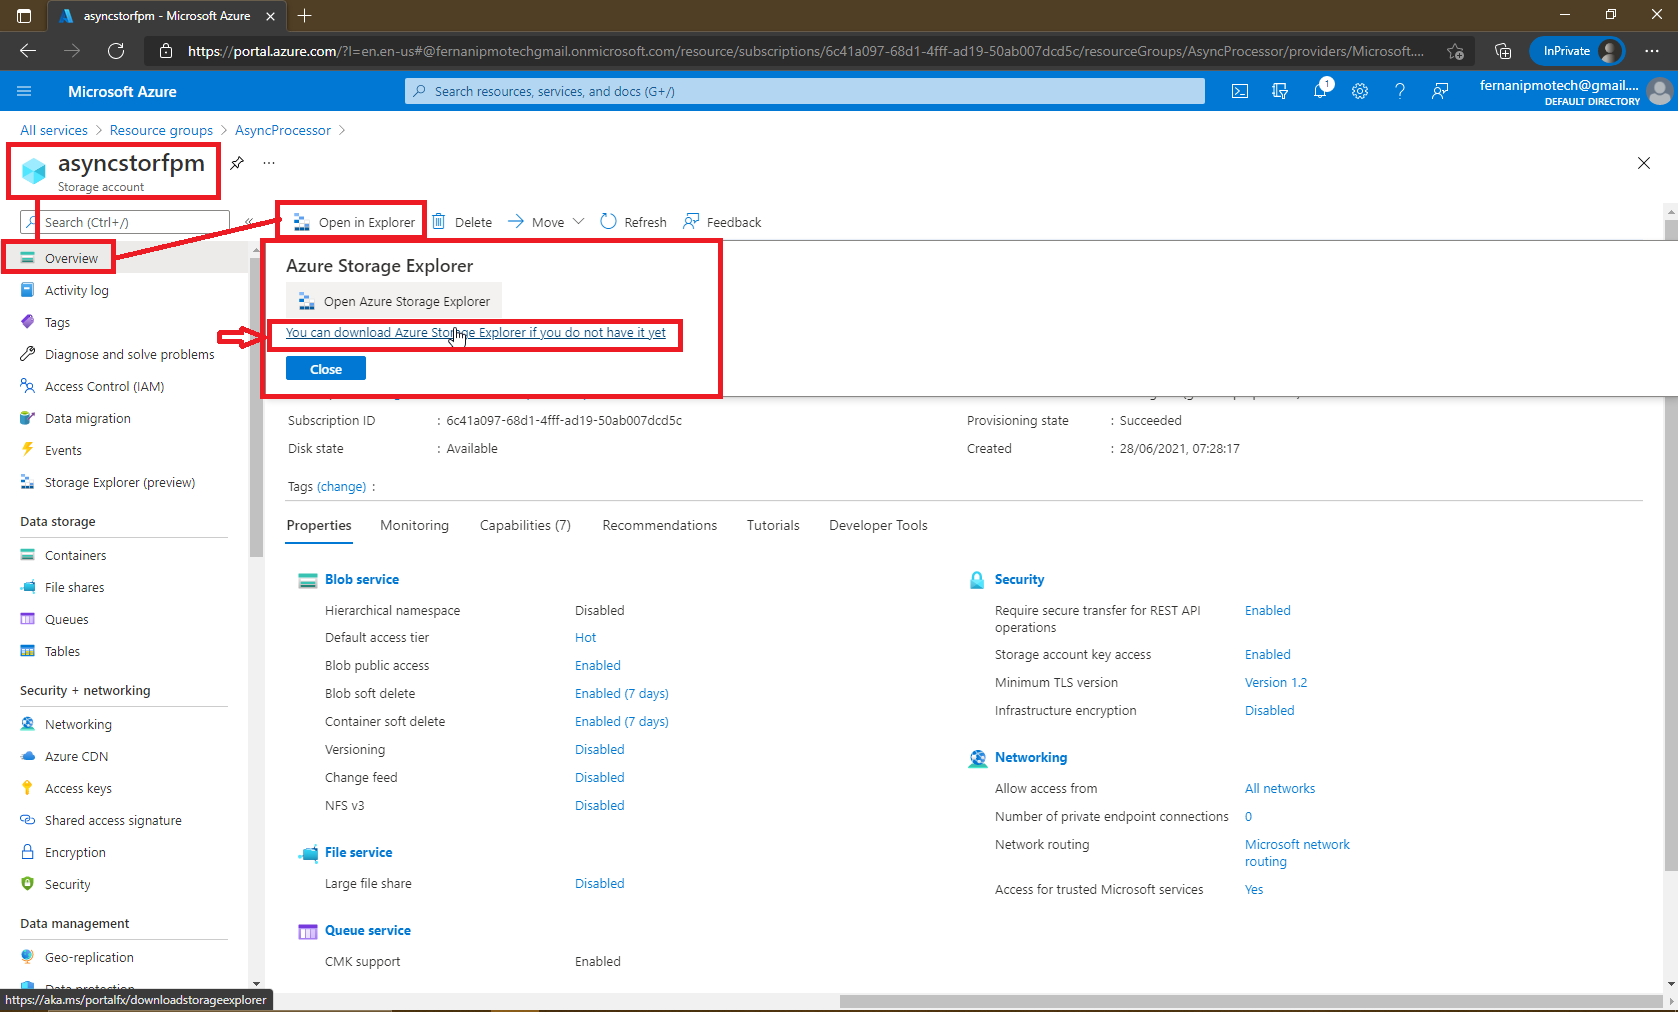 asyncstorfpm - Microsoft Azure
https://portal.azure.com/?l=en.en-us#@fernanipmotechgmail.onmicrosoft.com/resource/subscriptions/6c41a097-68d1-4fff-ad19-50ab007dcd5c/resourceGroups/AsyncProcessor/providers/Microsoft....
InPrivate
Microsoft Azure
Search resources, services, and docs (G+/)
1
fernanipmotech@gmail....
DEFAULT DIRECTORY
All services > Resource groups > AsyncProcessor >
asyncstorfpm
Storage account
Search (Ctrl+/)
Open in Explorer
Delete
Move
Refresh
Feedback
Overview
Activity log
Tags
Diagnose and solve problems
Access Control (IAM)
Data migration
Events
Storage Explorer (preview)
Data storage
Containers
File shares
Queues
Tables
Security + networking
Networking
Azure CDN
Access keys
Shared access signature
Encryption
Security
Data management
Geo-replication
https://aka.ms/portalfx/downloadstorageexplorer
Azure Storage Explorer
Open Azure Storage Explorer
You can download Azure Storage Explorer if you do not have it yet
Close
Subscription ID : 6c41a097-68d1-4fff-ad19-50ab007dcd5c
Disk state : Available
Provisioning state : Succeeded
Created : 28/06/2021, 07:28:17
Tags (change) :
Properties
Monitoring
Capabilities (7)
Recommendations
Tutorials
Developer Tools
Blob service
Hierarchical namespace Disabled
Default access tier Hot
Blob public access Enabled
Blob soft delete Enabled (7 days)
Container soft delete Enabled (7 days)
Versioning Disabled
Change feed Disabled
NFS v3 Disabled
File service
Large file share Disabled
Queue service
CMK support Enabled
Security
Require secure transfer for REST API Enabled
operations
Storage account key access Enabled
Minimum TLS version Version 1.2
Infrastructure encryption Disabled
Networking
Allow access from All networks
Number of private endpoint connections 0
Network routing Microsoft network
routing
Access for trusted Microsoft services Yes